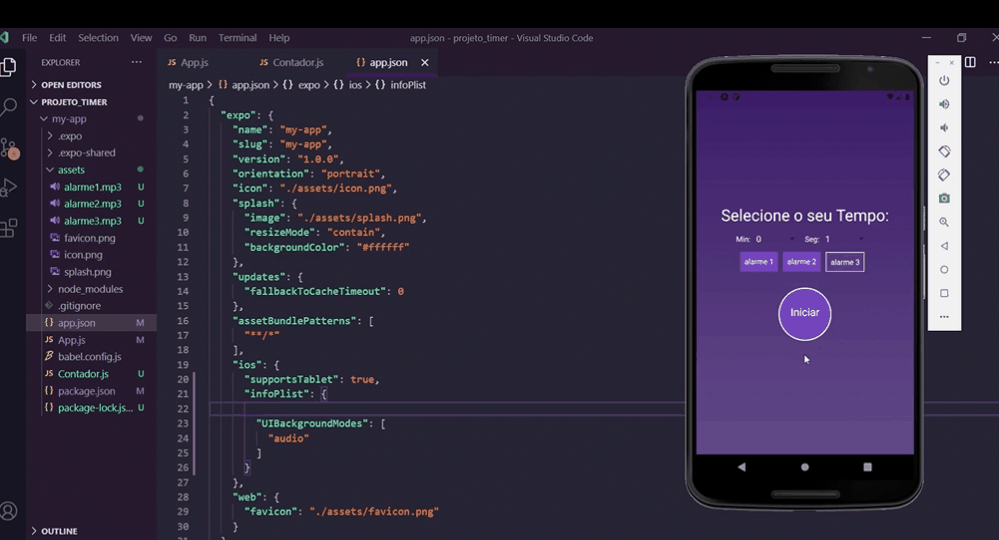 File Edit Selection View Go Run Terminal Help
app.json - projeto_timer - Visual Studio Code
EXPLORER
OPEN EDITORS
PROJETO_TIMER
my-app
.expo
.expo-shared
assets
alarme1.mp3 U
alarme2.mp3 U
alarme3.mp3 U
favicon.png
icon.png
splash.png
node_modules
.gitignore
app.json M
App.js M
babel.config.js
Contador.js U
package.json M
package-lock.js... U
OUTLINE
App.js Contador.js app.json
my-app > app.json > {} expo > {} ios > {} infoPlist
1 {
2 "expo": {
3 "name": "my-app",
4 "slug": "my-app",
5 "version": "1.0.0",
6 "orientation": "portrait",
7 "icon": "./assets/icon.png",
8 "splash": {
9 "image": "./assets/splash.png",
10 "resizeMode": "contain",
11 "backgroundColor": "#ffffff"
12 },
13 "updates": {
14 "fallbackToCacheTimeout": 0
15 },
16 "assetBundlePatterns": [
17 "**/*"
18 ],
19 "ios": {
20 "supportsTablet": true,
21 "infoPlist": {
22
23 "UIBackgroundModes": [
24 "audio"
25 ]
26 }
27 },
28 "web": {
29 "favicon": "./assets/favicon.png"
30 }
Selecione o seu Tempo:
Min: 0 Seg: 1
alarme 1 alarme 2 alarme 3
Iniciar